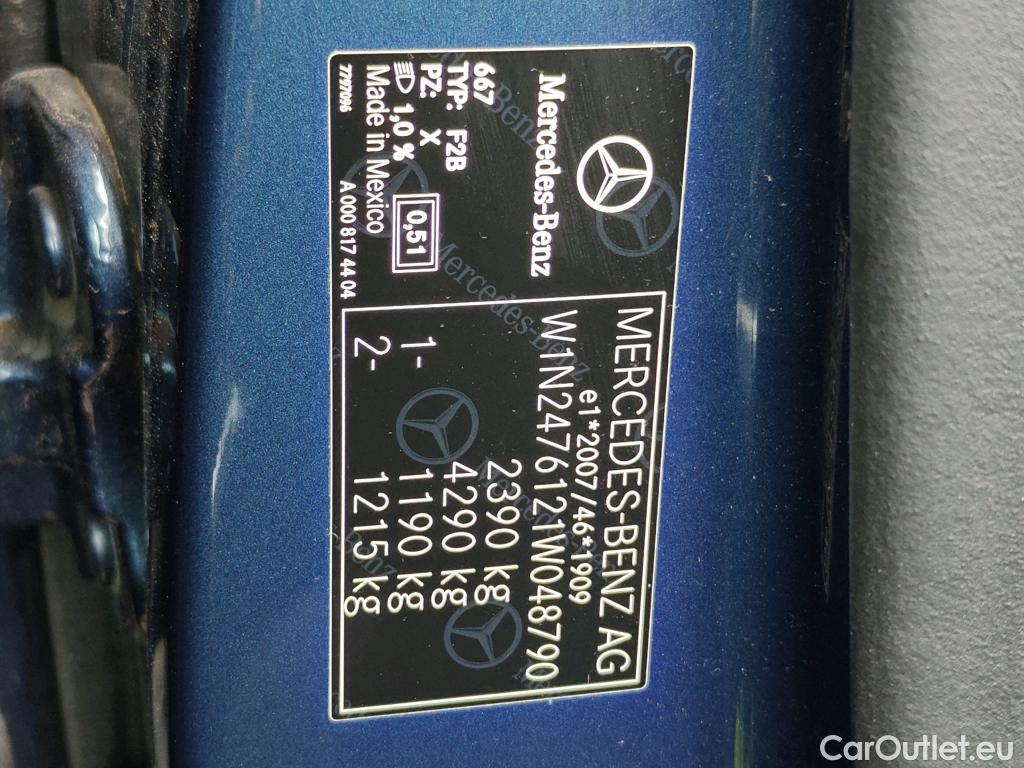 Mercedes-Benz
667
TYP: F2B
PZ: X
1,0 %
0,51
Made in Mexico
7797096
A 000 817 44 04
MERCEDES-BENZ AG
e1*2007/46*1909
W1N2476121W048790
2390 kg
4290 kg
1- 1190 kg
2- 1215 kg
CarOutlet.eu